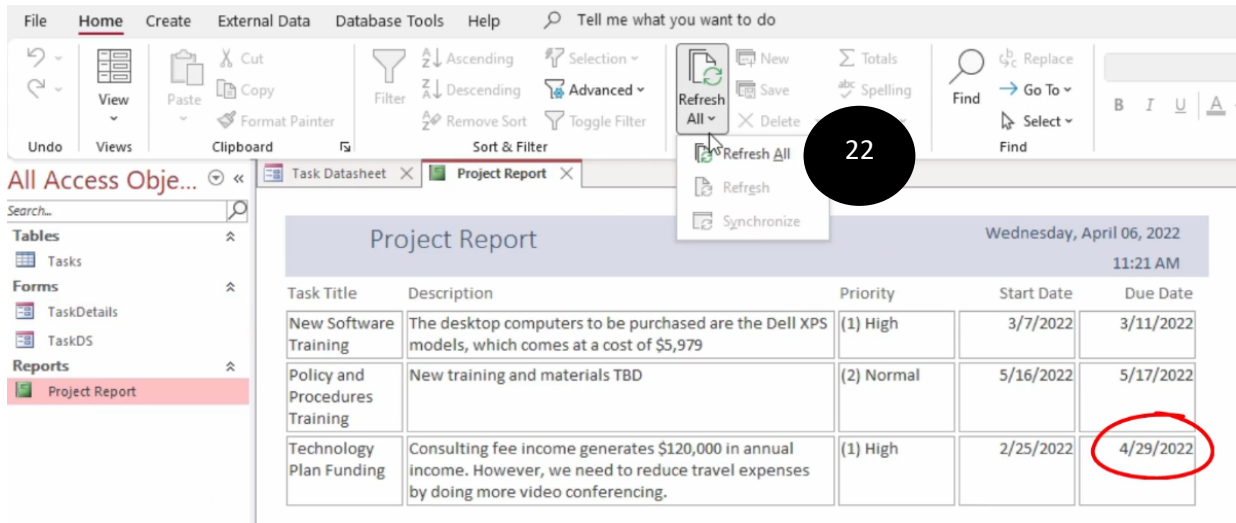 File Home Create External Data Database Tools Help Tell me what you want to do
Cut
Copy
Format Painter
Paste
View
Filter
Ascending
Descending
Remove Sort
Selection
Advanced
Toggle Filter
Refresh
All
New
Save
Delete
Totals
Spelling
Find
Replace
Go To
Select
B I U A
Undo Views Clipboard Sort & Filter Find
Refresh All
Refresh
Synchronize
22
All Access Obje...
Search...
Tables
Tasks
Forms
TaskDetails
TaskDS
Reports
Project Report
Task Datasheet Project Report
Project Report
Wednesday, April 06, 2022
11:21 AM
Task Title Description Priority Start Date Due Date
New Software The desktop computers to be purchased are the Dell XPS (1) High 3/7/2022 3/11/2022
Training models, which comes at a cost of $5,979
Policy and New training and materials TBD (2) Normal 5/16/2022 5/17/2022
Procedures
Training
Technology Consulting fee income generates $120,000 in annual (1) High 2/25/2022 4/29/2022
Plan Funding income. However, we need to reduce travel expenses
by doing more video conferencing.